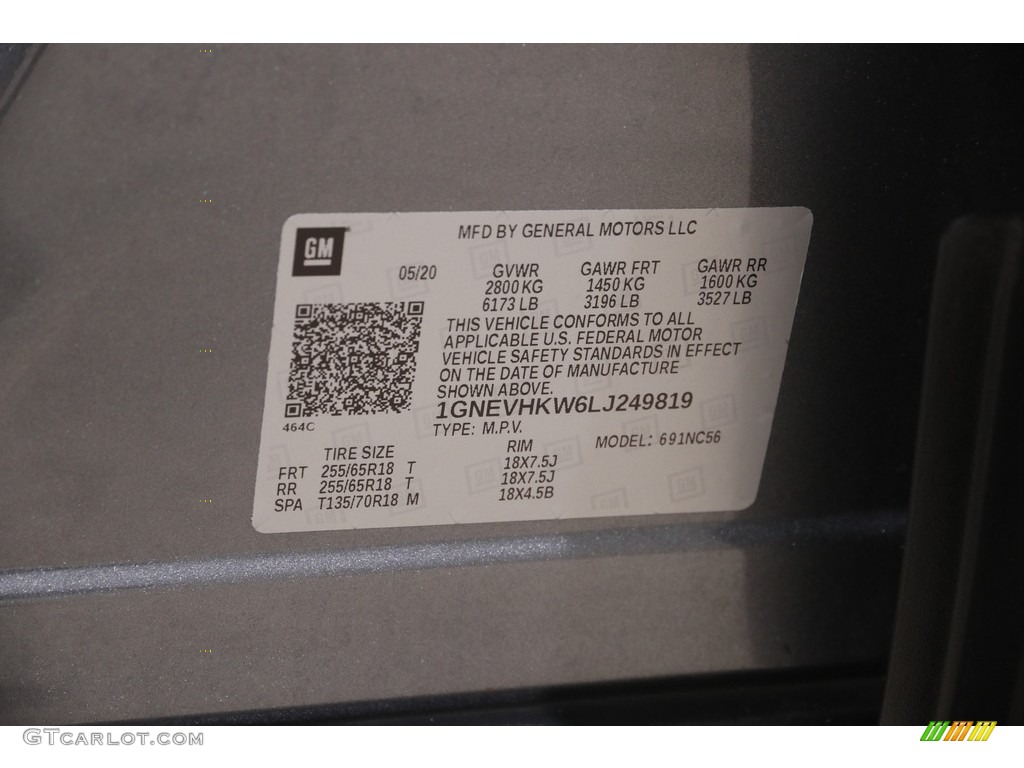 GM
MFD BY GENERAL MOTORS LLC
05/20 GVWR GAWR FRT GAWR RR
2800 KG 1450 KG 1600 KG
6173 LB 3196 LB 3527 LB
THIS VEHICLE CONFORMS TO ALL
APPLICABLE U.S. FEDERAL MOTOR
VEHICLE SAFETY STANDARDS IN EFFECT
ON THE DATE OF MANUFACTURE
SHOWN ABOVE.
1GNEVHKW6LJ249819
464C
TYPE: M.P.V. MODEL: 691NC56
TIRE SIZE RIM
FRT 255/65R18 T 18X7.5J
RR 255/65R18 T 18X7.5J
SPA T135/70R18 M 18X4.5B
GTCARLOT.COM